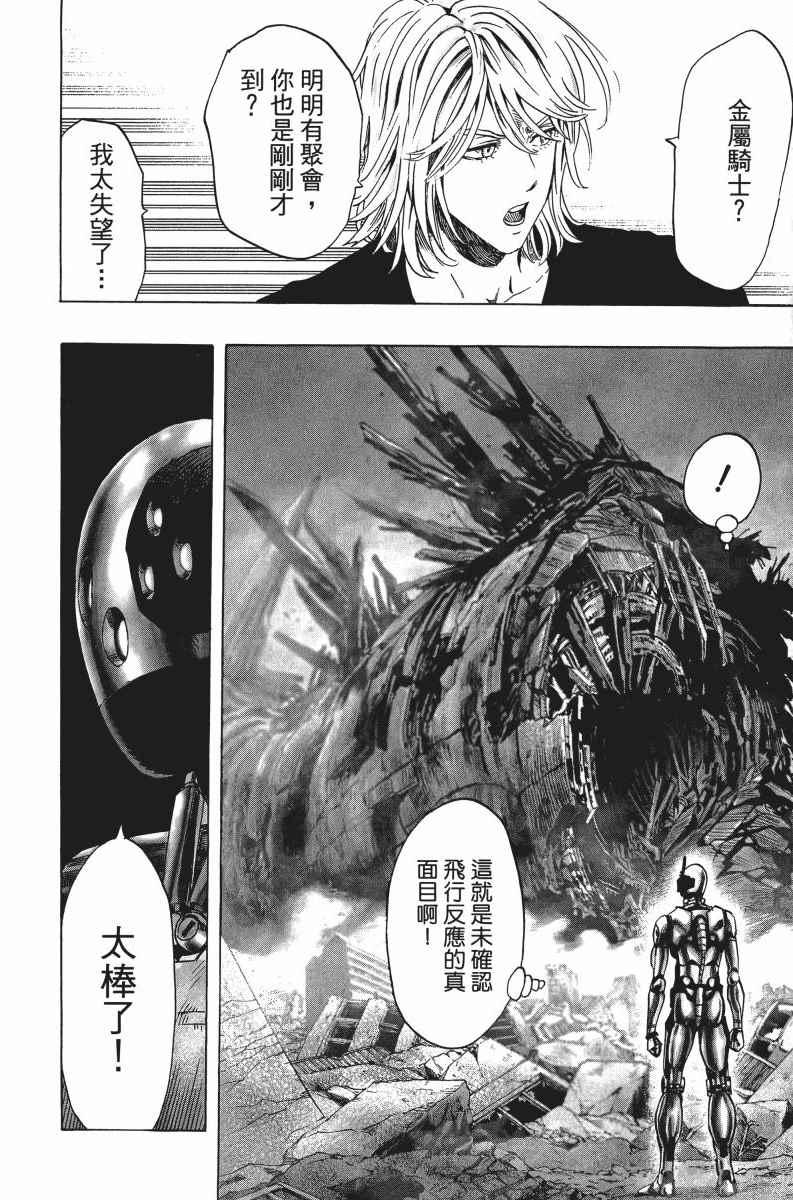 金屬騎士？
明明有聚會，
你也是剛剛才
到？
我太失望了…
！
這就是未確認
飛行反應的真
面目啊！
太棒了！